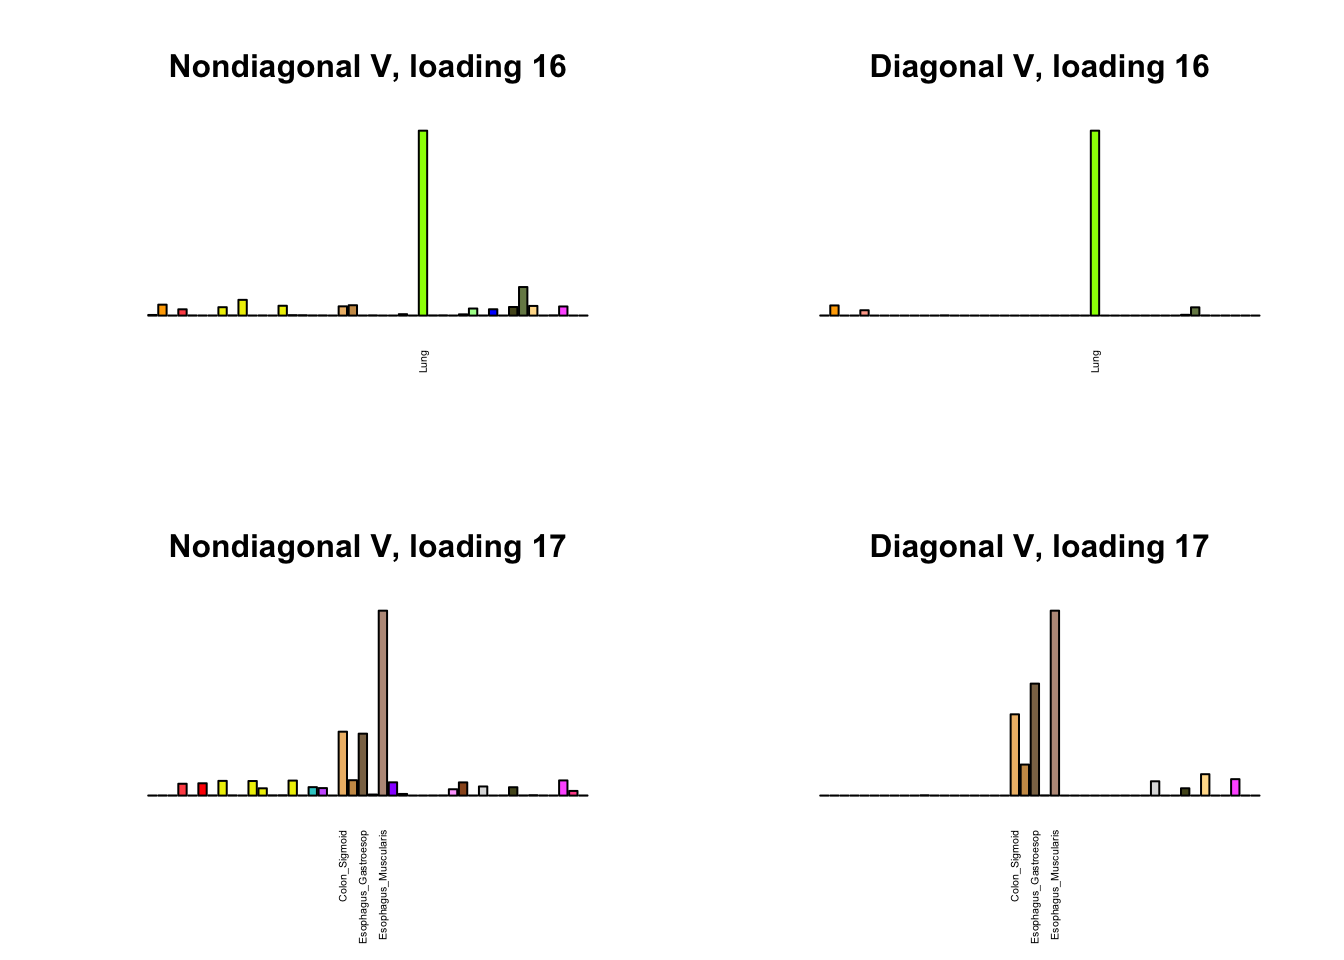 Nondiagonal V, loading 16
Diagonal V, loading 16
Lung
Lung
Nondiagonal V, loading 17
Diagonal V, loading 17
Colon_Sigmoid
Esophagus_Gastroesop
Esophagus_Muscularis
Colon_Sigmoid
Esophagus_Gastroesop
Esophagus_Muscularis